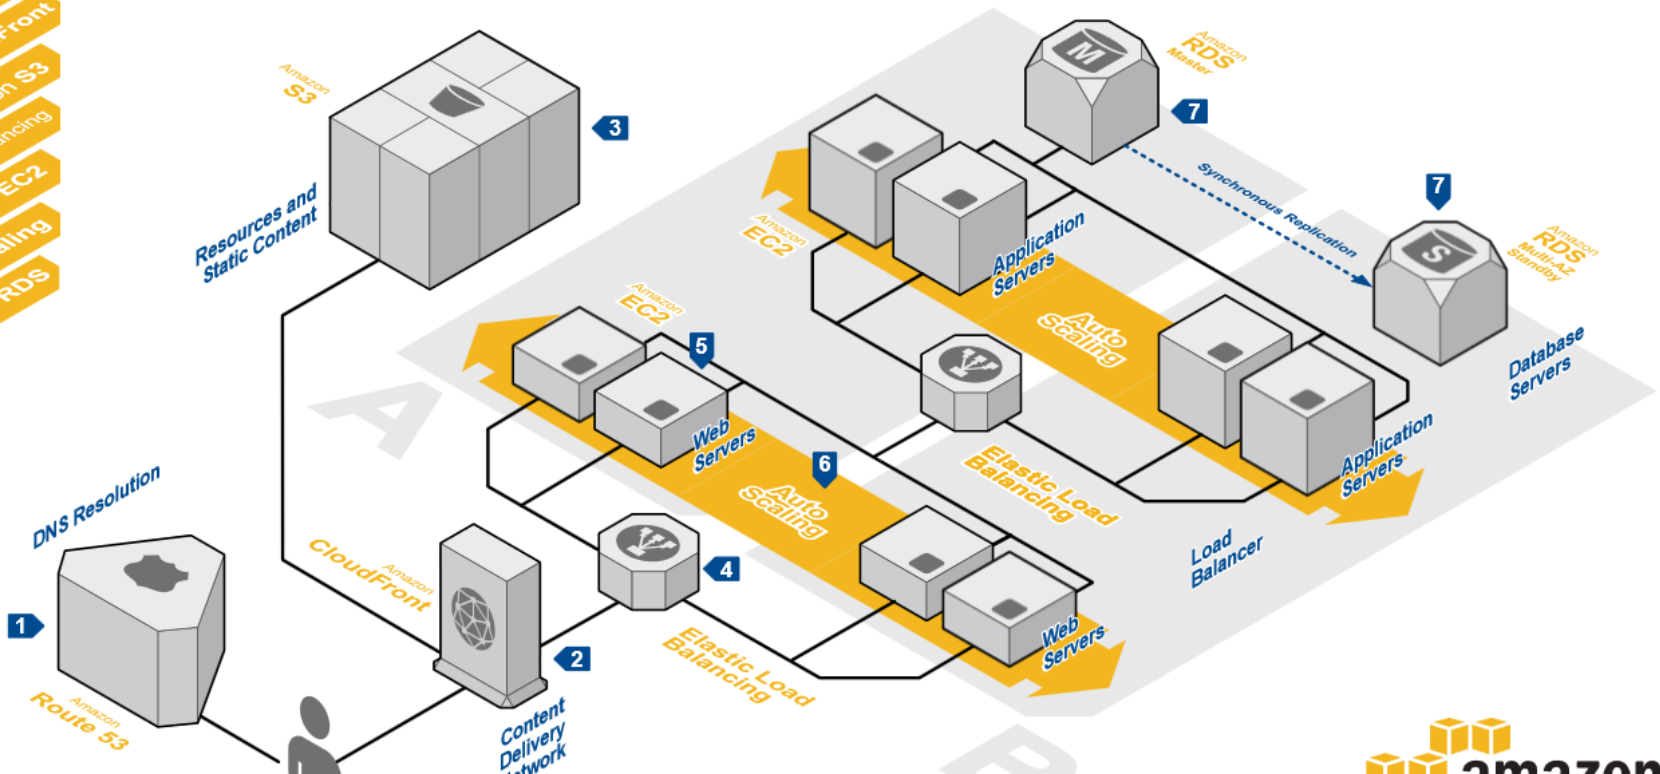 Front
n S3
ncing
EC2
aling
RDS
Amazon
S3
3
Resources and
Static Content
Amazon
RDS
Master
M
7
Synchronous Replication
7
S
Amazon
RDS
Multi-AZ
Standby
Database
Servers
Amazon
EC2
Application
Servers
Auto
Scaling
Application
Servers
Elastic Load
Balancing
Load
Balancer
Amazon
EC2
5
Web
Servers
6
Auto
Scaling
Web
Servers
A
DNS Resolution
1
Amazon
Route 53
Amazon
CloudFront
2
Content
Delivery
etwork
4
Elastic Load
Balancing
amazon